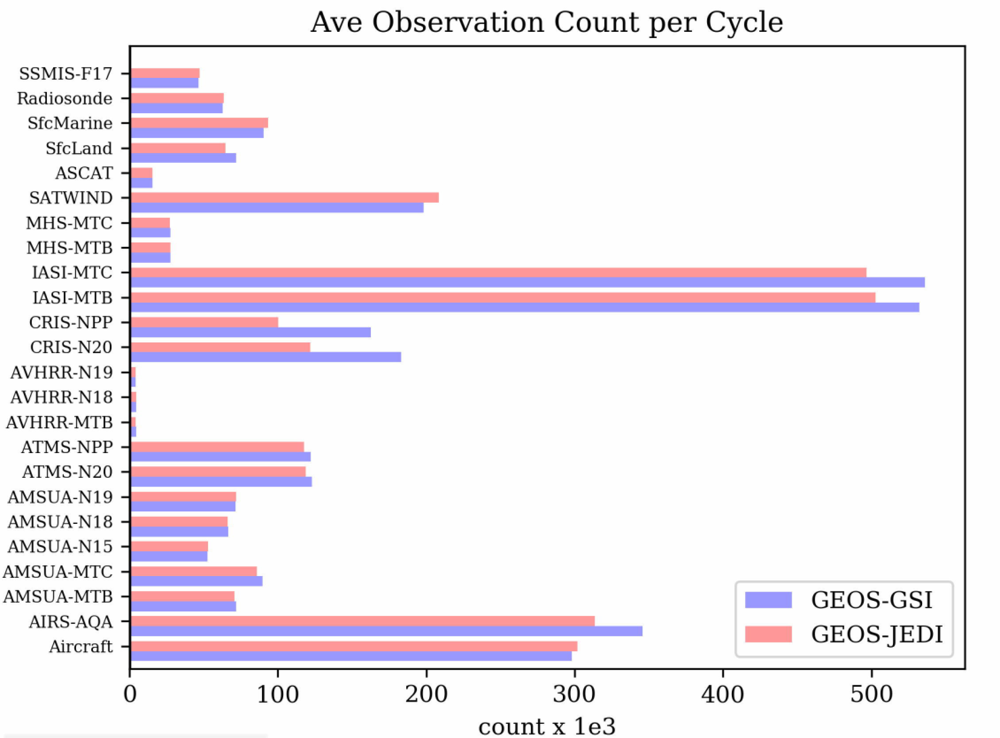 Ave Observation Count per Cycle
SSMIS-F17
Radiosonde
SfcMarine
SfcLand
ASCAT
SATWIND
MHS-MTC
MHS-MTB
IASI-MTC
IASI-MTB
CRIS-NPP
CRIS-N20
AVHRR-N19
AVHRR-N18
AVHRR-MTB
ATMS-NPP
ATMS-N20
AMSUA-N19
AMSUA-N18
AMSUA-N15
AMSUA-MTC
AMSUA-MTB
AIRS-AQA
Aircraft
GEOS-GSI
GEOS-JEDI
0 100 200 300 400 500
count x 1e3